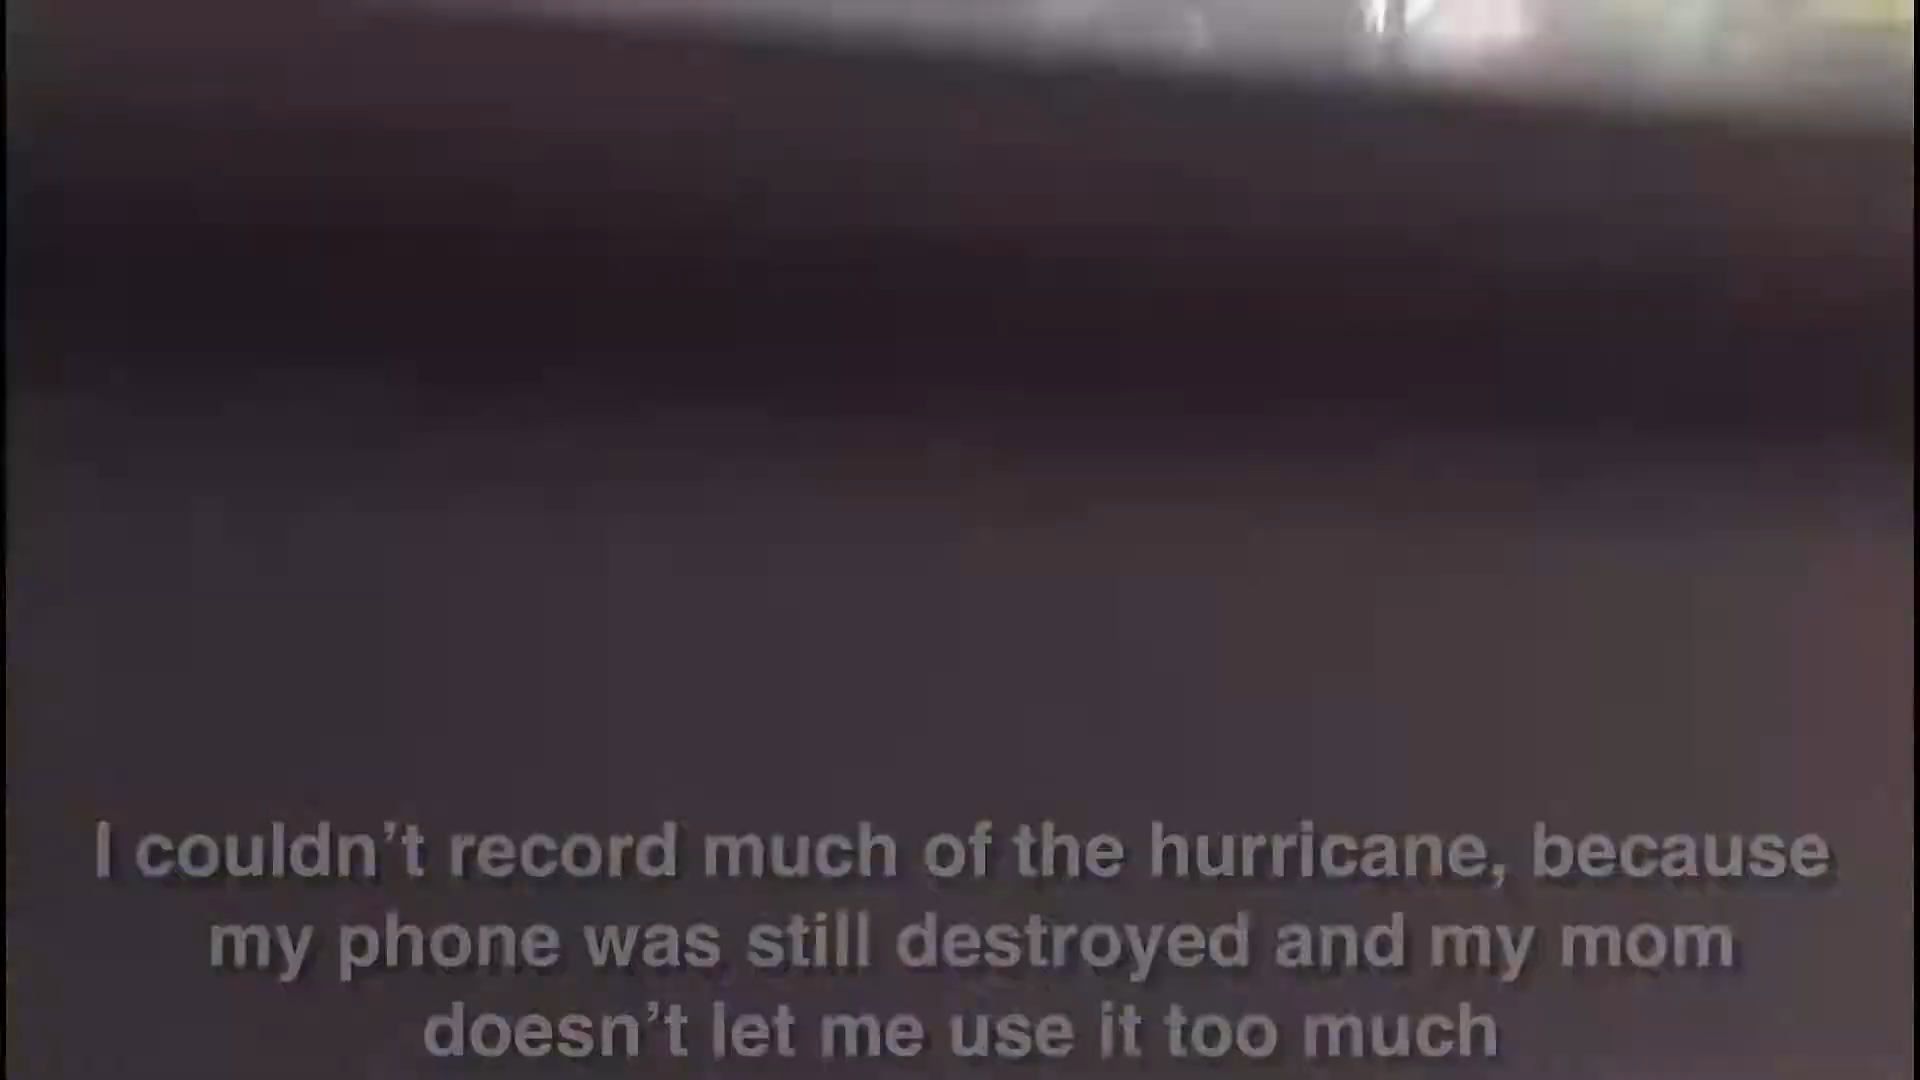 I couldn’t record much of the hurricane, because
my phone was still destroyed and my mom
doesn’t let me use it too much